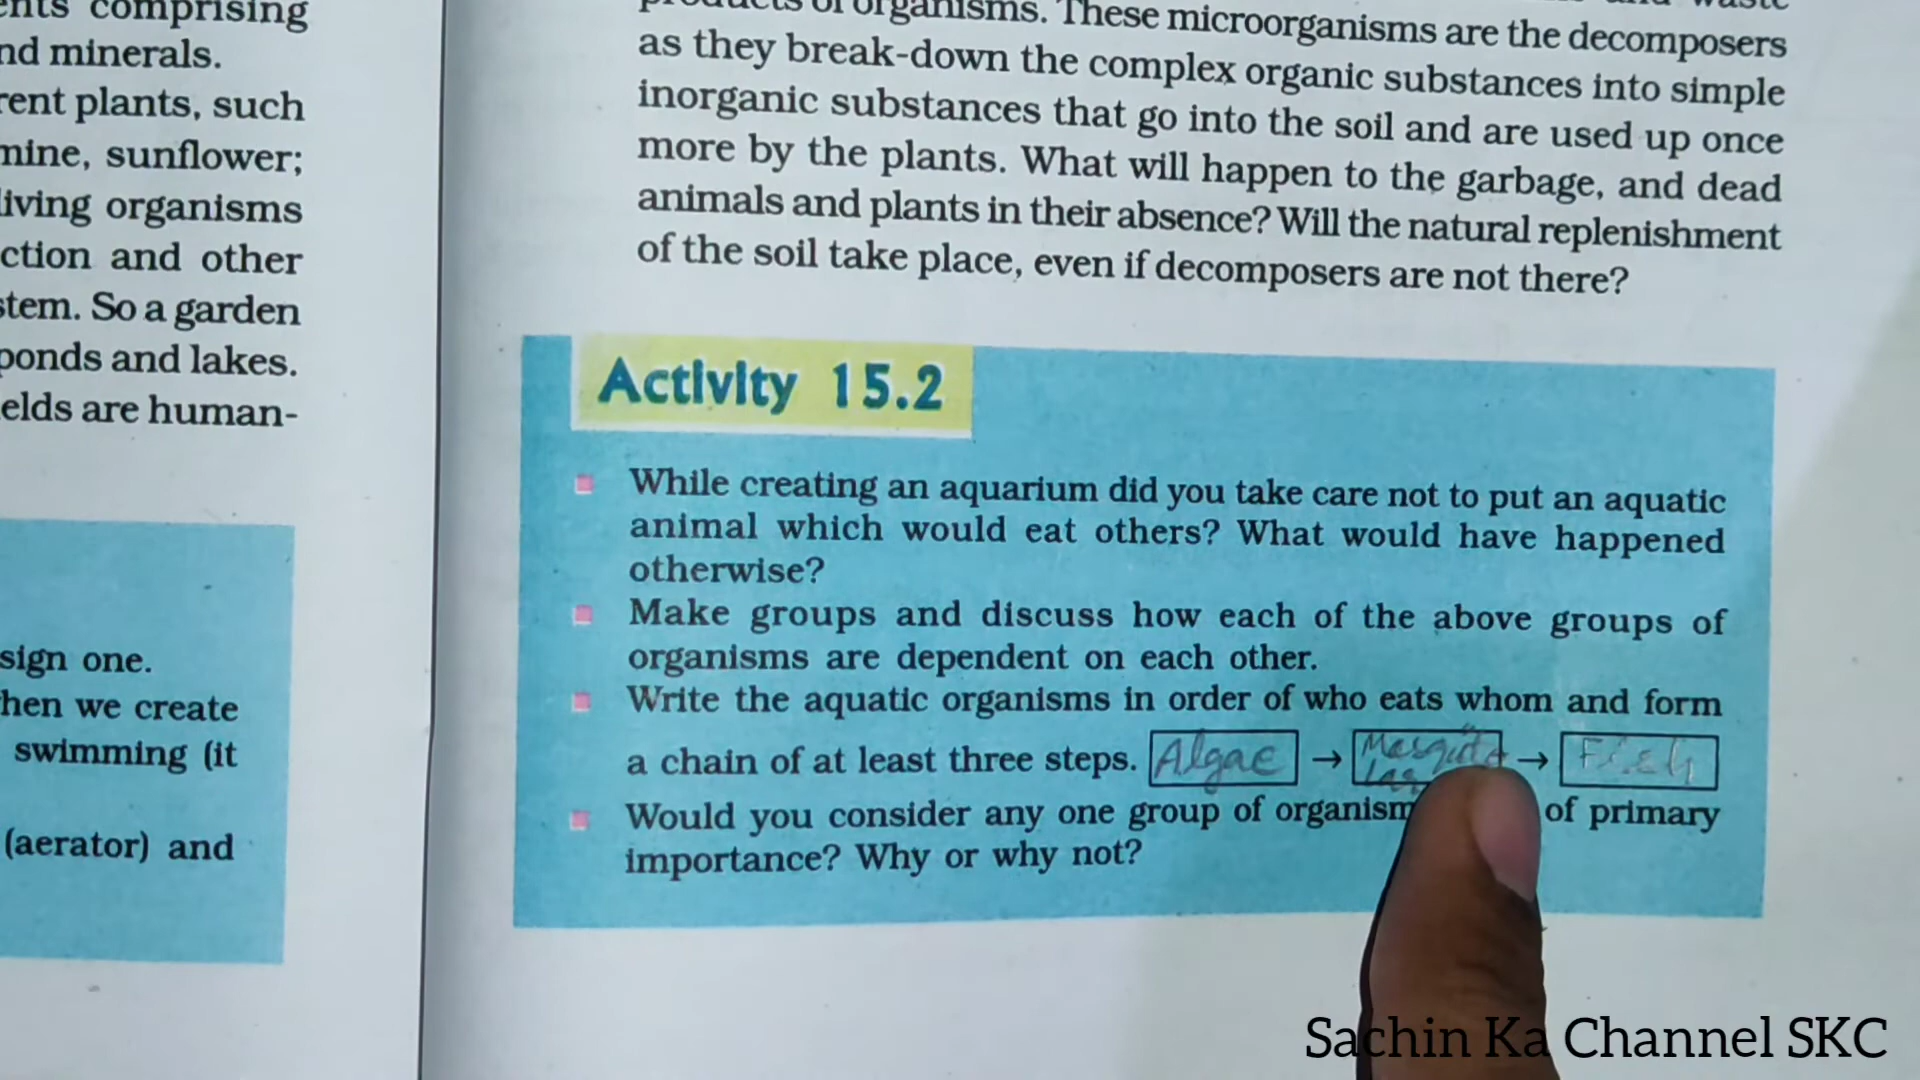 ents comprising
nd minerals.
rent plants, such
mine, sunflower;
living organisms
ction and other
stem. So a garden
ponds and lakes.
elds are human-
sign one.
hen we create
swimming (it
(aerator) and
products of organisms. These microorganisms are the decomposers
as they break-down the complex organic substances into simple
inorganic substances that go into the soil and are used up once
more by the plants. What will happen to the garbage, and dead
animals and plants in their absence? Will the natural replenishment
of the soil take place, even if decomposers are not there?
Activity 15.2
While creating an aquarium did you take care not to put an aquatic
animal which would eat others? What would have happened
otherwise?
Make groups and discuss how each of the above groups of
organisms are dependent on each other.
Write the aquatic organisms in order of who eats whom and form
a chain of at least three steps. Algae → → Fish
Would you consider any one group of organism of primary
importance? Why or why not?
Sachin Ka Channel SKC